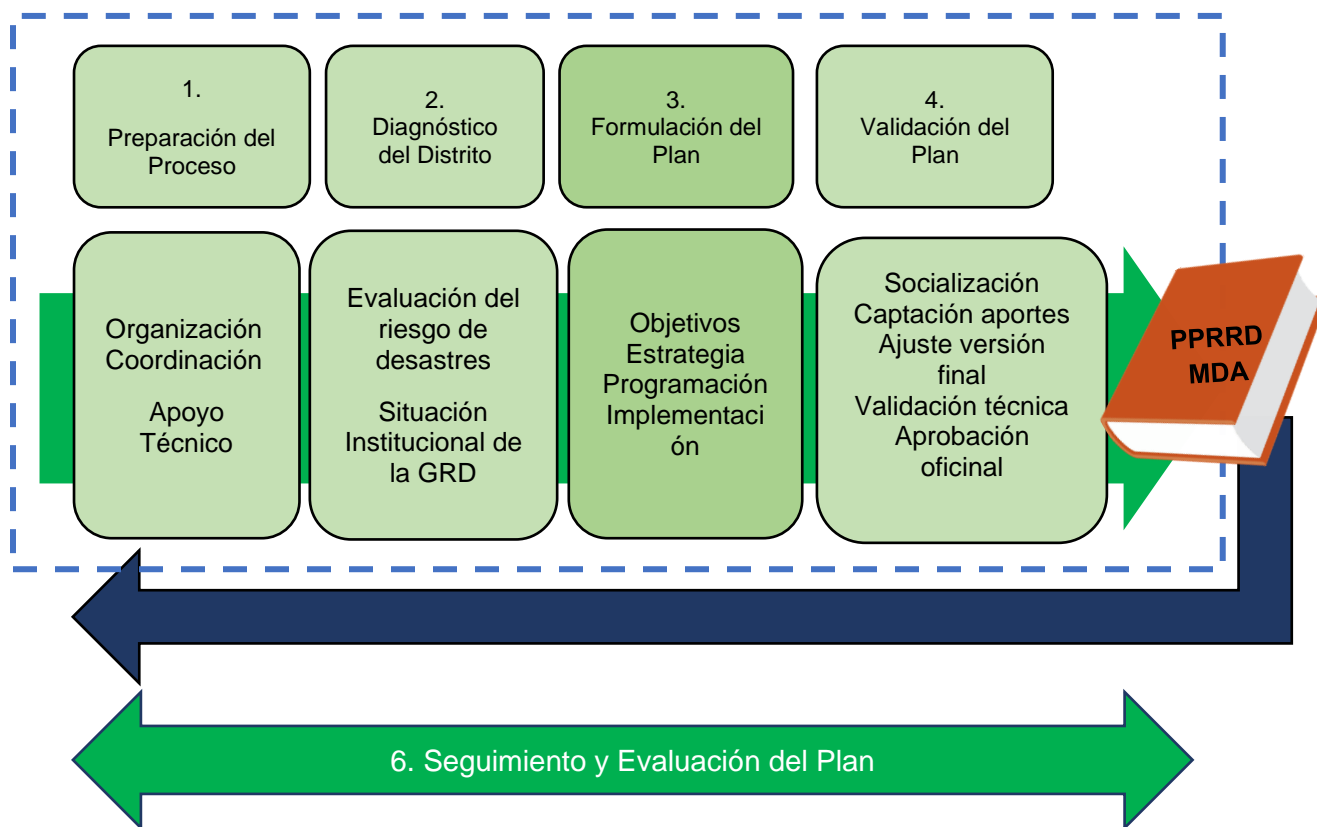 1.
Preparación del
Proceso
2.
Diagnóstico
del Distrito
3.
Formulación del
Plan
4.
Validación del
Plan
Organización
Coordinación
Apoyo
Técnico
Evaluación del
riesgo de
desastres
Situación
Institucional de
la GRD
Objetivos
Estrategia
Programación
Implementaci
ón
Socialización
Captación aportes
Ajuste versión
final
Validación técnica
Aprobación
oficinal
PPRRD
MDA
6. Seguimiento y Evaluación del Plan